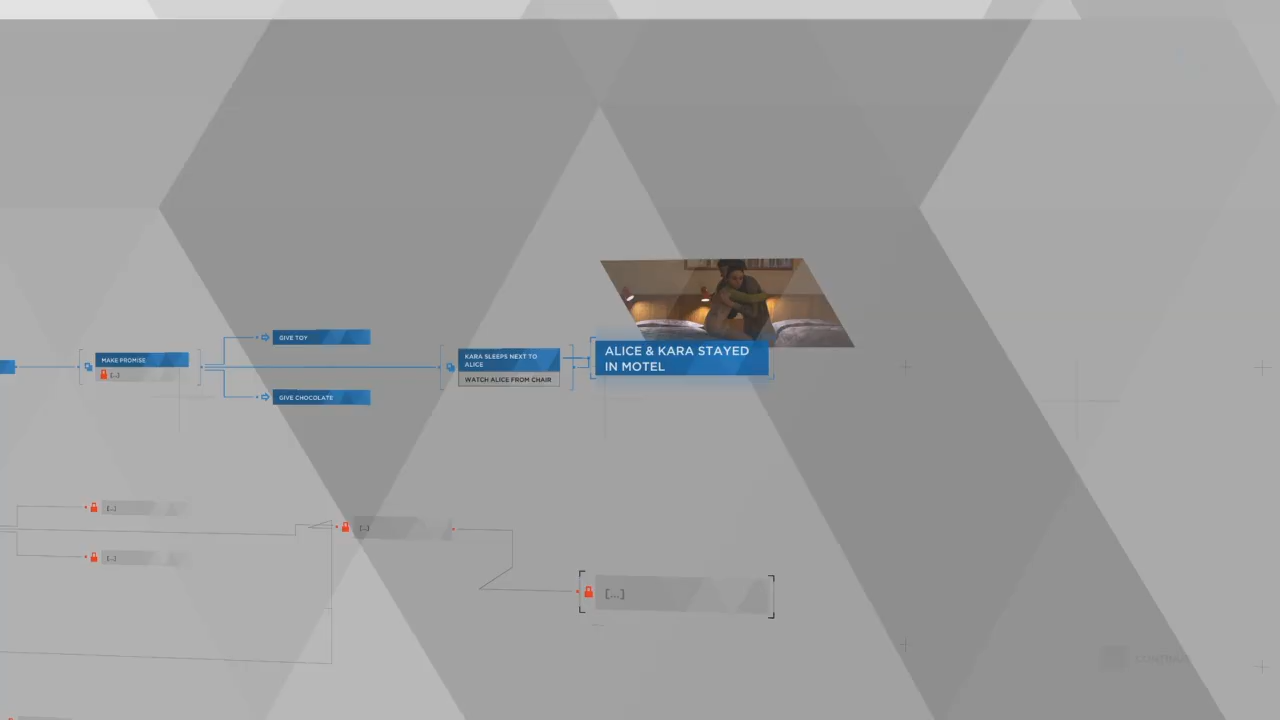 GIVE TOY
MAKE PROMISE
[...]
KARA SLEEPS NEXT TO
ALICE
WATCH ALICE FROM CHAIR
ALICE & KARA STAYED
IN MOTEL
GIVE CHOCOLATE
[...]
[...]
[...]
[...]
CONTINUE